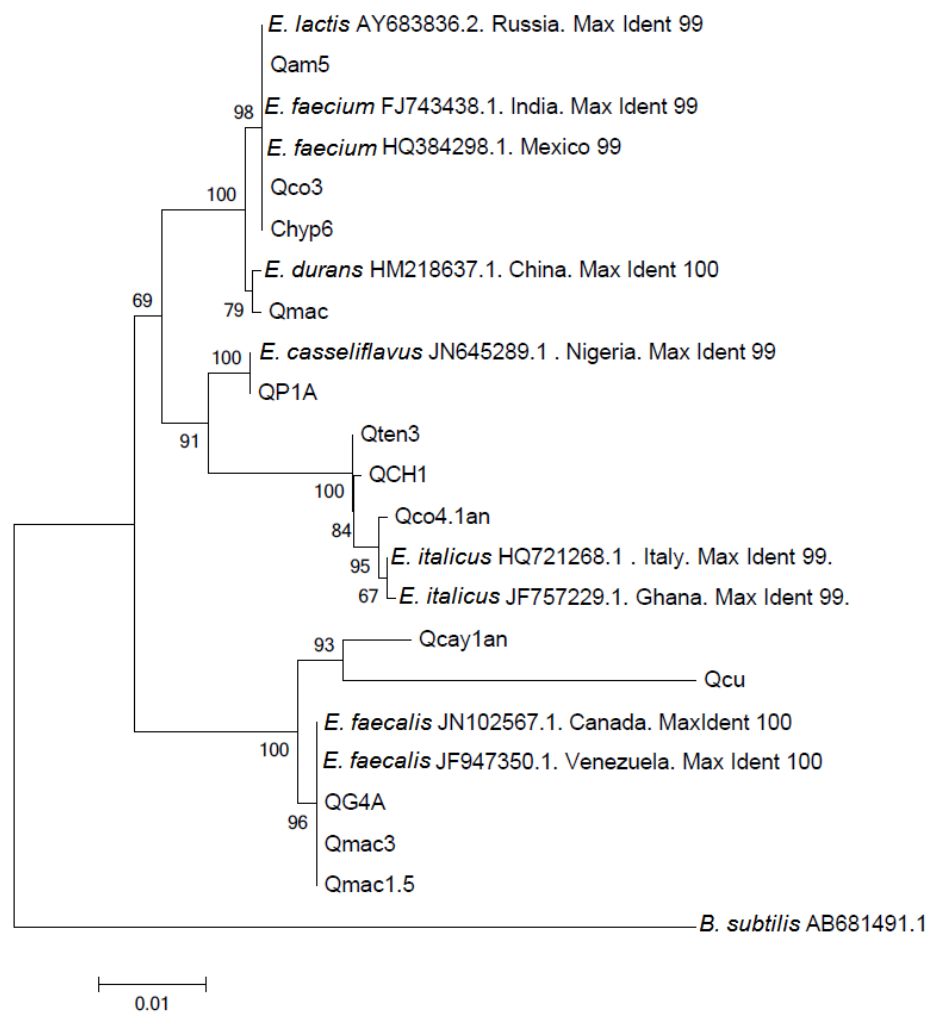 E. lactis AY683836.2. Russia. Max Ident 99
Qam5
98
E. faecium FJ743438.1. India. Max Ident 99
E. faecium HQ384298.1. Mexico 99
Qco3
100
Chyp6
E. durans HM218637.1. China. Max Ident 100
69
79
Qmac
100
E. casseliflavus JN645289.1 . Nigeria. Max Ident 99
QP1A
91
Qten3
QCH1
100
Qco4.1an
84
E. italicus HQ721268.1 . Italy. Max Ident 99.
95
67
E. italicus JF757229.1. Ghana. Max Ident 99.
93
Qcay1an
Qcu
E. faecalis JN102567.1. Canada. MaxIdent 100
100
E. faecalis JF947350.1. Venezuela. Max Ident 100
QG4A
96
Qmac3
Qmac1.5
B. subtilis AB681491.1
0.01